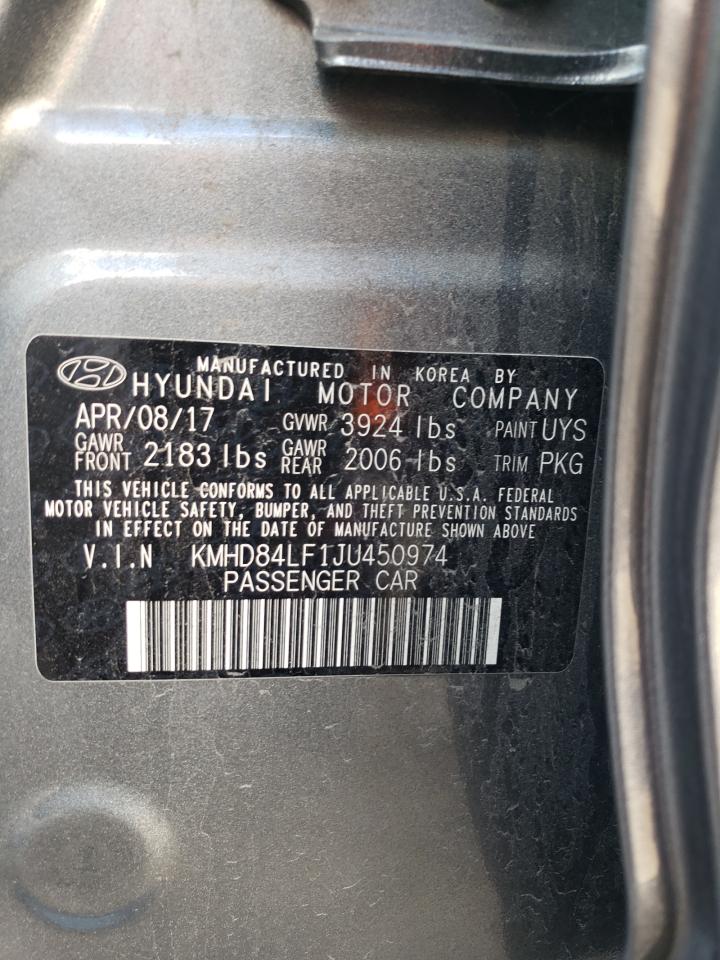 MANUFACTURED IN KOREA BY
HYUNDAI MOTOR COMPANY
APR/08/17 GVWR 3924 lbs PAINT UYS
GAWR FRONT 2183 lbs GAWR REAR 2006 lbs TRIM PKG
THIS VEHICLE CONFORMS TO ALL APPLICABLE U.S.A. FEDERAL
MOTOR VEHICLE SAFETY, BUMPER, AND THEFT PREVENTION STANDARDS
IN EFFECT ON THE DATE OF MANUFACTURE SHOWN ABOVE
V.I.N KMHD84LF1JU450974
PASSENGER CAR